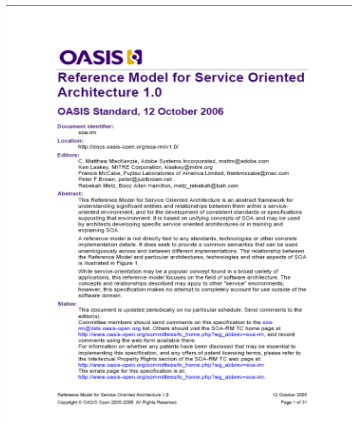 OASIS
Reference Model for Service Oriented
Architecture 1.0
OASIS Standard, 12 October 2006
Document identifier:
soa-rm
Location:
http://docs.oasis-open.org/soa-rm/v1.0/
Editors:
C. Matthew MacKenzie, Adobe Systems Incorporated, mattm@adobe.com
Ken Laskey, MITRE Corporation, klaskey@mitre.org
Francis McCabe, Fujitsu Laboratories of America Limited, frankmccabe@mac.com
Peter F Brown, peter@justbrown.net
Rebekah Metz, Booz Allen Hamilton, metz_rebekah@bah.com
Abstract:
This Reference Model for Service Oriented Architecture is an abstract framework for
understanding significant entities and relationships between them within a service-
oriented environment, and for the development of consistent standards or specifications
supporting that environment. It is based on unifying concepts of SOA and may be used
by architects developing specific service oriented architectures or in training and
explaining SOA.
A reference model is not directly tied to any standards, technologies or other concrete
implementation details. It does seek to provide a common semantics that can be used
unambiguously across and between different implementations. The relationship between
the Reference Model and particular architectures, technologies and other aspects of SOA
is illustrated in Figure 1.
While service-orientation may be a popular concept found in a broad variety of
applications, this reference model focuses on the field of software architecture. The
concepts and relationships described may apply to other "service" environments;
however, this specification makes no attempt to completely account for use outside of the
software domain.
Status:
This document is updated periodically on no particular schedule. Send comments to the
editor(s).
Committee members should send comments on this specification to the soa-
rm@lists.oasis-open.org list. Others should visit the SOA-RM TC home page at
http://www.oasis-open.org/committees/tc_home.php?wg_abbrev=soa-rm, and record
comments using the web form available there.
For information on whether any patents have been disclosed that may be essential to
implementing this specification, and any offers of patent licensing terms, please refer to
the Intellectual Property Rights section of the SOA-RM TC web page at:
http://www.oasis-open.org/committees/tc_home.php?wg_abbrev=soa-rm
The errata page for this specification is at:
http://www.oasis-open.org/committees/tc_home.php?wg_abbrev=soa-rm.
Reference Model for Service Oriented Architecture 1.0 12 October 2006
Copyright © OASIS Open 2005-2006. All Rights Reserved. Page 1 of 31